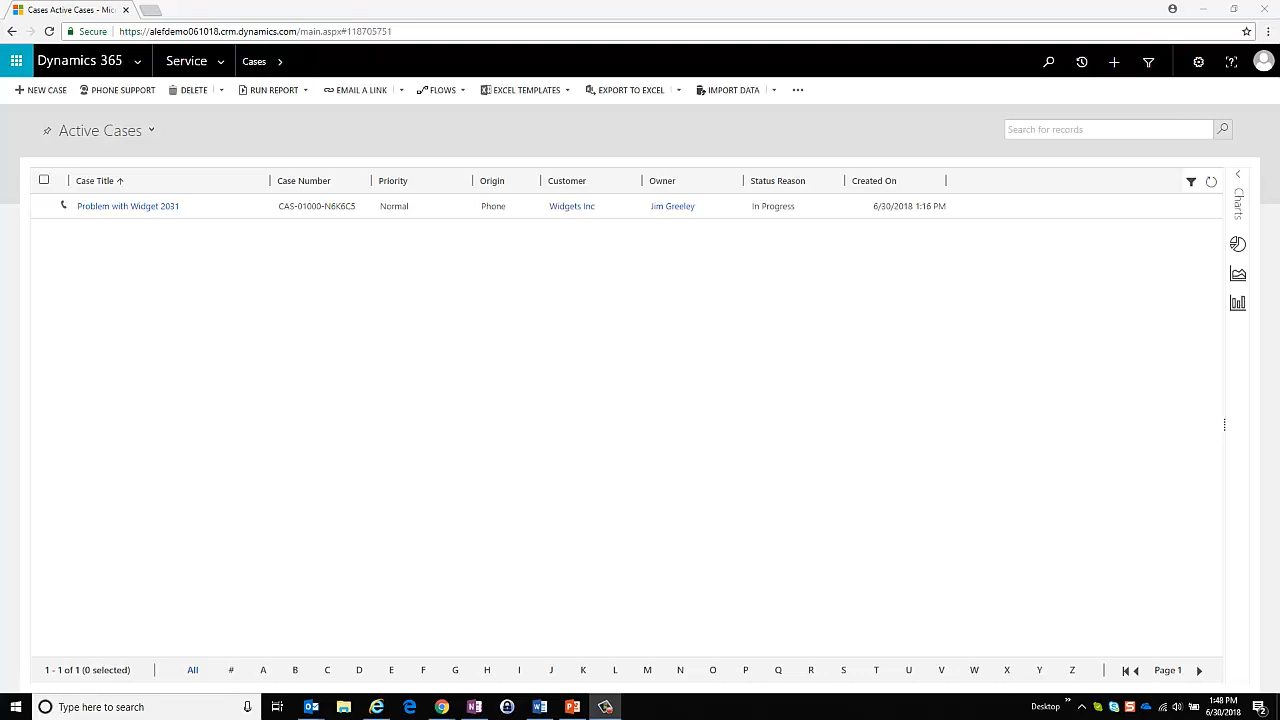 Cases Active Cases - Mic
Secure https://alefdemo061018.crm.dynamics.com/main.aspx#118705751
Dynamics 365 Service Cases
NEW CASE PHONE SUPPORT DELETE RUN REPORT EMAIL A LINK FLOWS EXCEL TEMPLATES EXPORT TO EXCEL IMPORT DATA
Active Cases
Search for records
Case Title Case Number Priority Origin Customer Owner Status Reason Created On
Problem with Widget 2031 CAS-01000-N6K6C5 Normal Phone Widgets Inc Jim Greeley In Progress 6/30/2018 1:16 PM
Charts
1 - 1 of 1 (0 selected) All # A B C D E F G H I J K L M N O P Q R S T U V W X Y Z Page 1
Type here to search Desktop 1:48 PM
6/30/2018